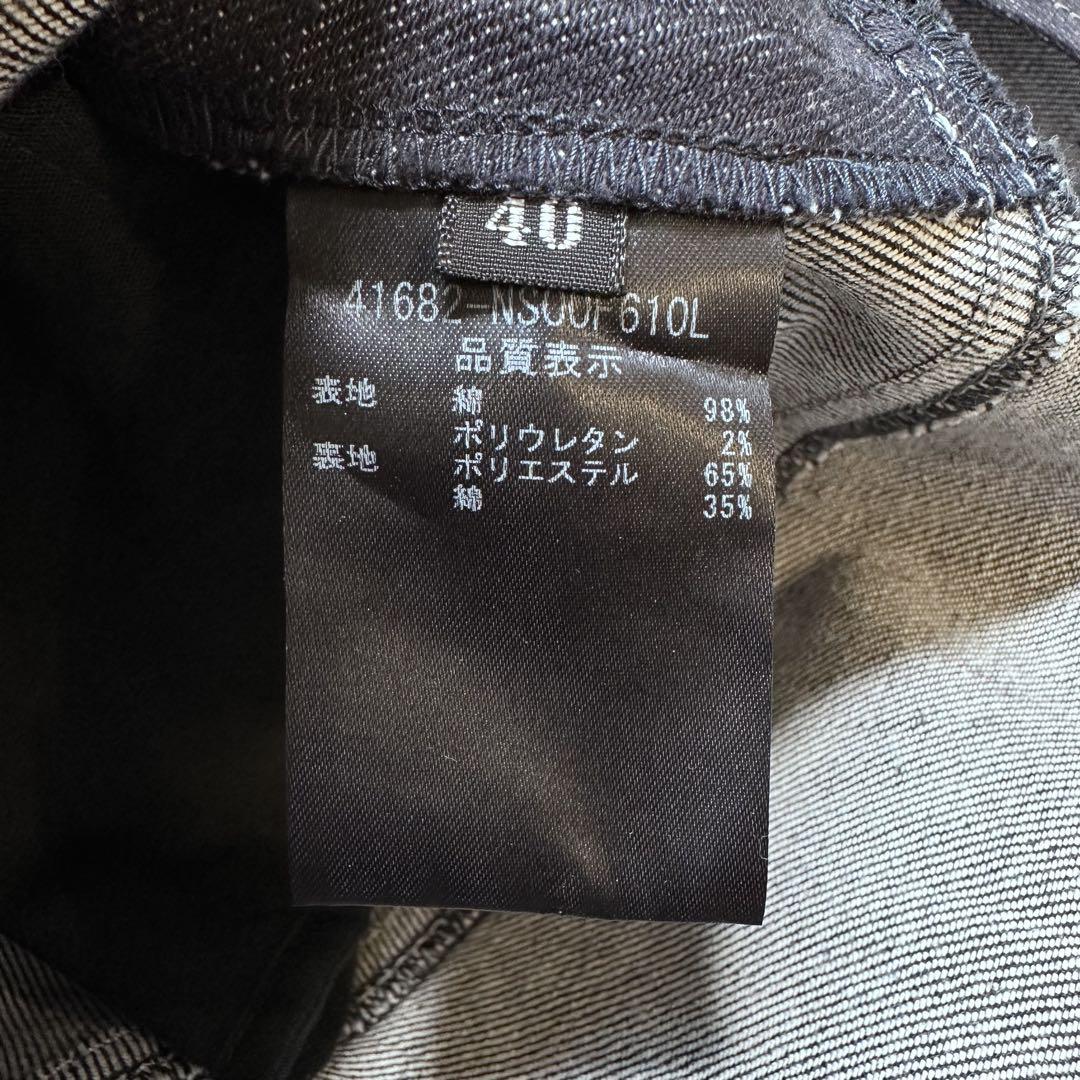 40
41682-NS00F610L
品質表示
表地 綿 98%
ポリウレタン 2%
裏地 ポリエステル 65%
綿 35%